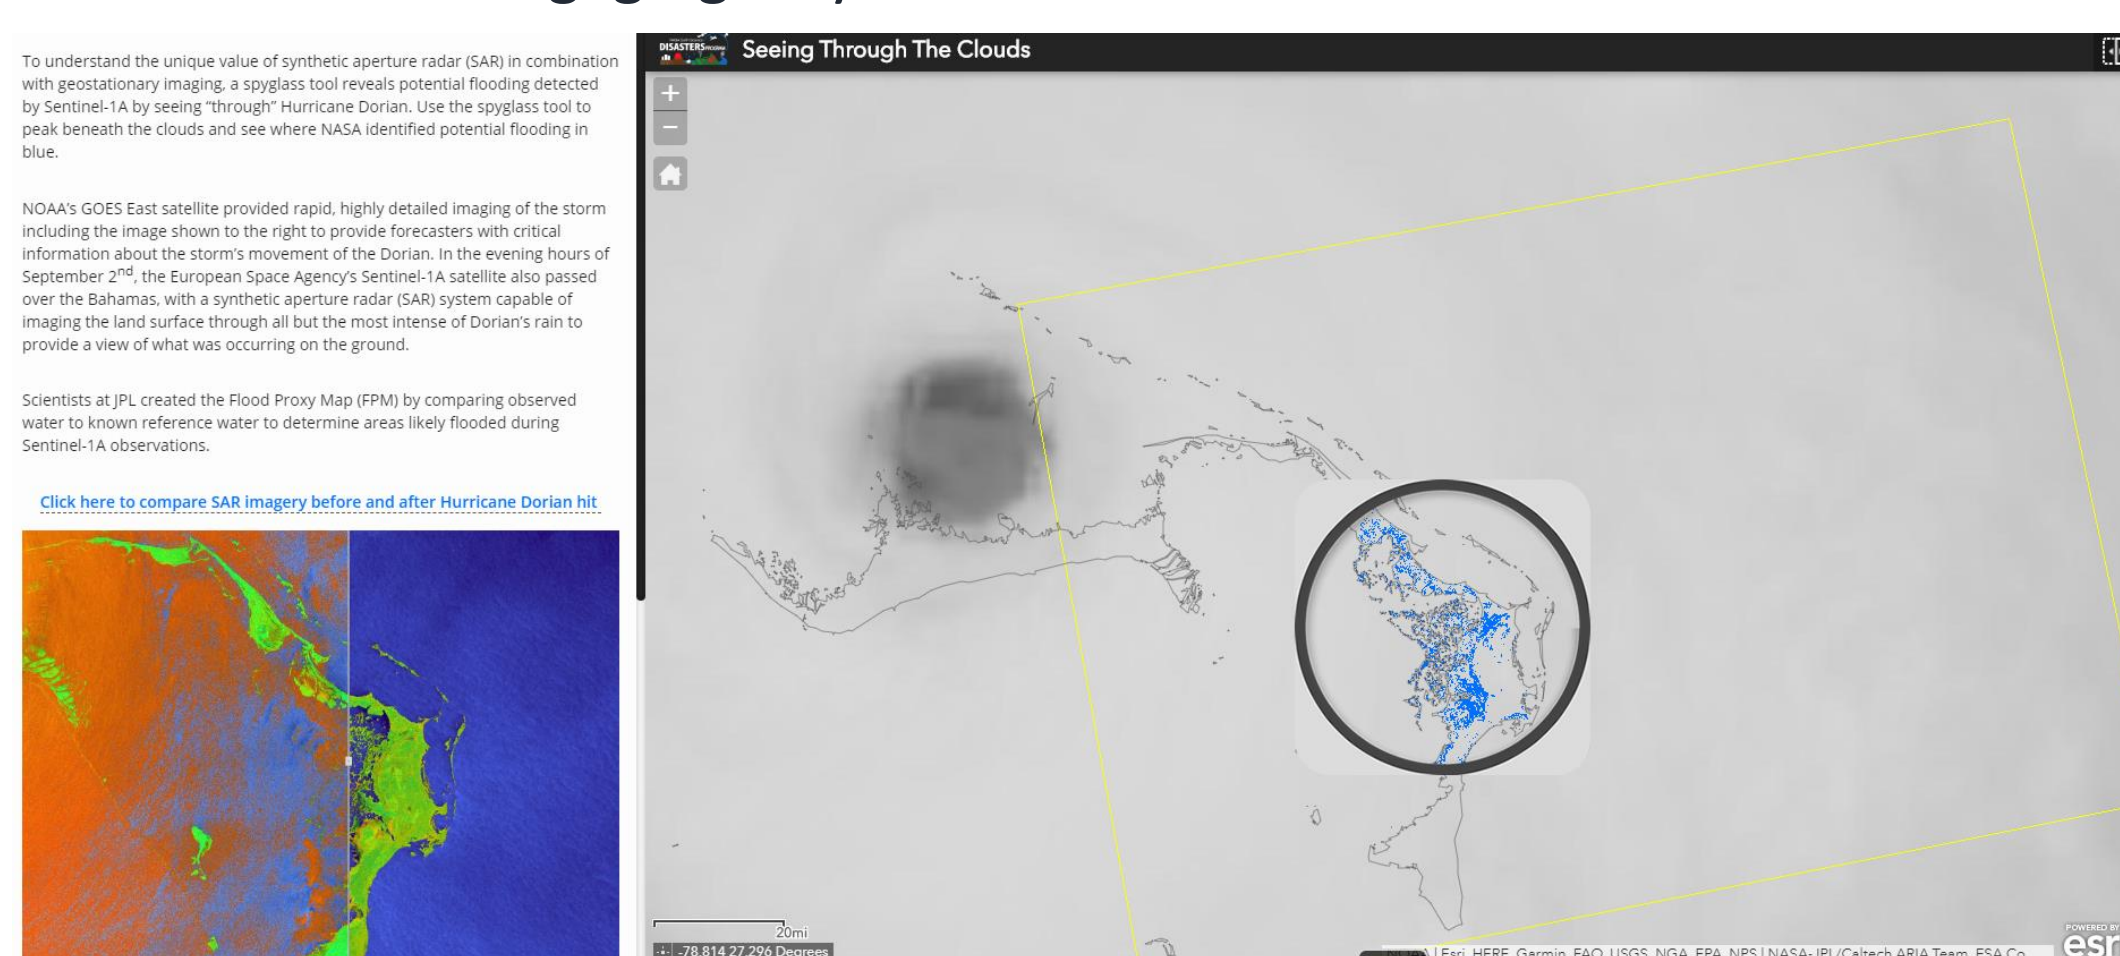 To understand the unique value of synthetic aperture radar (SAR) in combination
with geostationary imaging, a spyglass tool reveals potential flooding detected
by Sentinel-1A by seeing “through” Hurricane Dorian. Use the spyglass tool to
peak beneath the clouds and see where NASA identified potential flooding in
blue.
NOAA’s GOES East satellite provided rapid, highly detailed imaging of the storm
including the image shown to the right to provide forecasters with critical
information about the storm’s movement of the Dorian. In the evening hours of
September 2nd, the European Space Agency’s Sentinel-1A satellite also passed
over the Bahamas, with a synthetic aperture radar (SAR) system capable of
imaging the land surface through all but the most intense of Dorian’s rain to
provide a view of what was occurring on the ground.
Scientists at JPL created the Flood Proxy Map (FPM) by comparing observed
water to known reference water to determine areas likely flooded during
Sentinel-1A observations.
Click here to compare SAR imagery before and after Hurricane Dorian hit
DISASTERS PROGRAM
Seeing Through The Clouds
+
−
20mi
-78.814 27.296 Degrees
| Esri, HERE, Garmin, FAO, USGS, NGA, EPA, NPS | NASA-JPL/Caltech ARIA Team, ESA Co
POWERED BY
esri